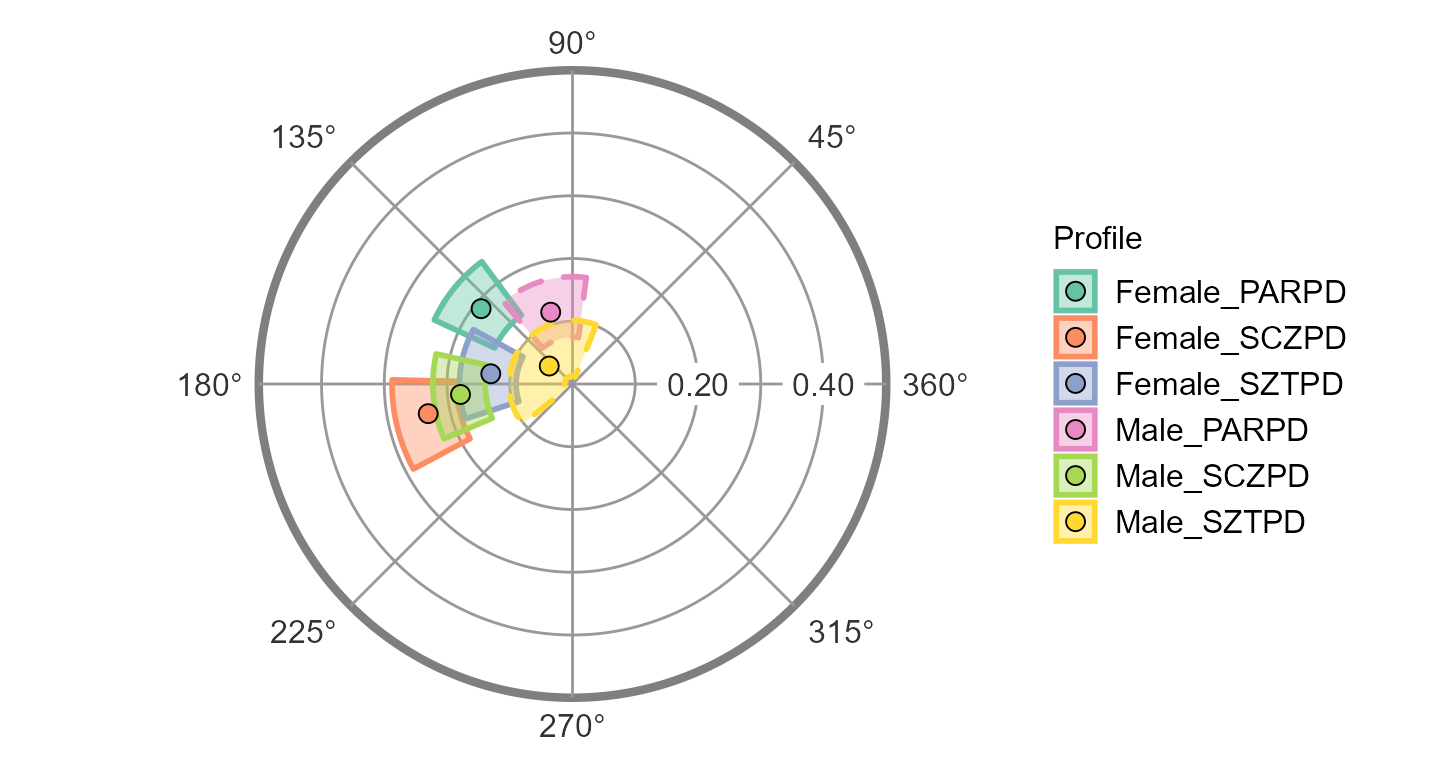 90°
135°
45°
180°
0.20
0.40
360°
225°
315°
270°
Profile
Female_PARPD
Female_SCZPD
Female_SZTPD
Male_PARPD
Male_SCZPD
Male_SZTPD